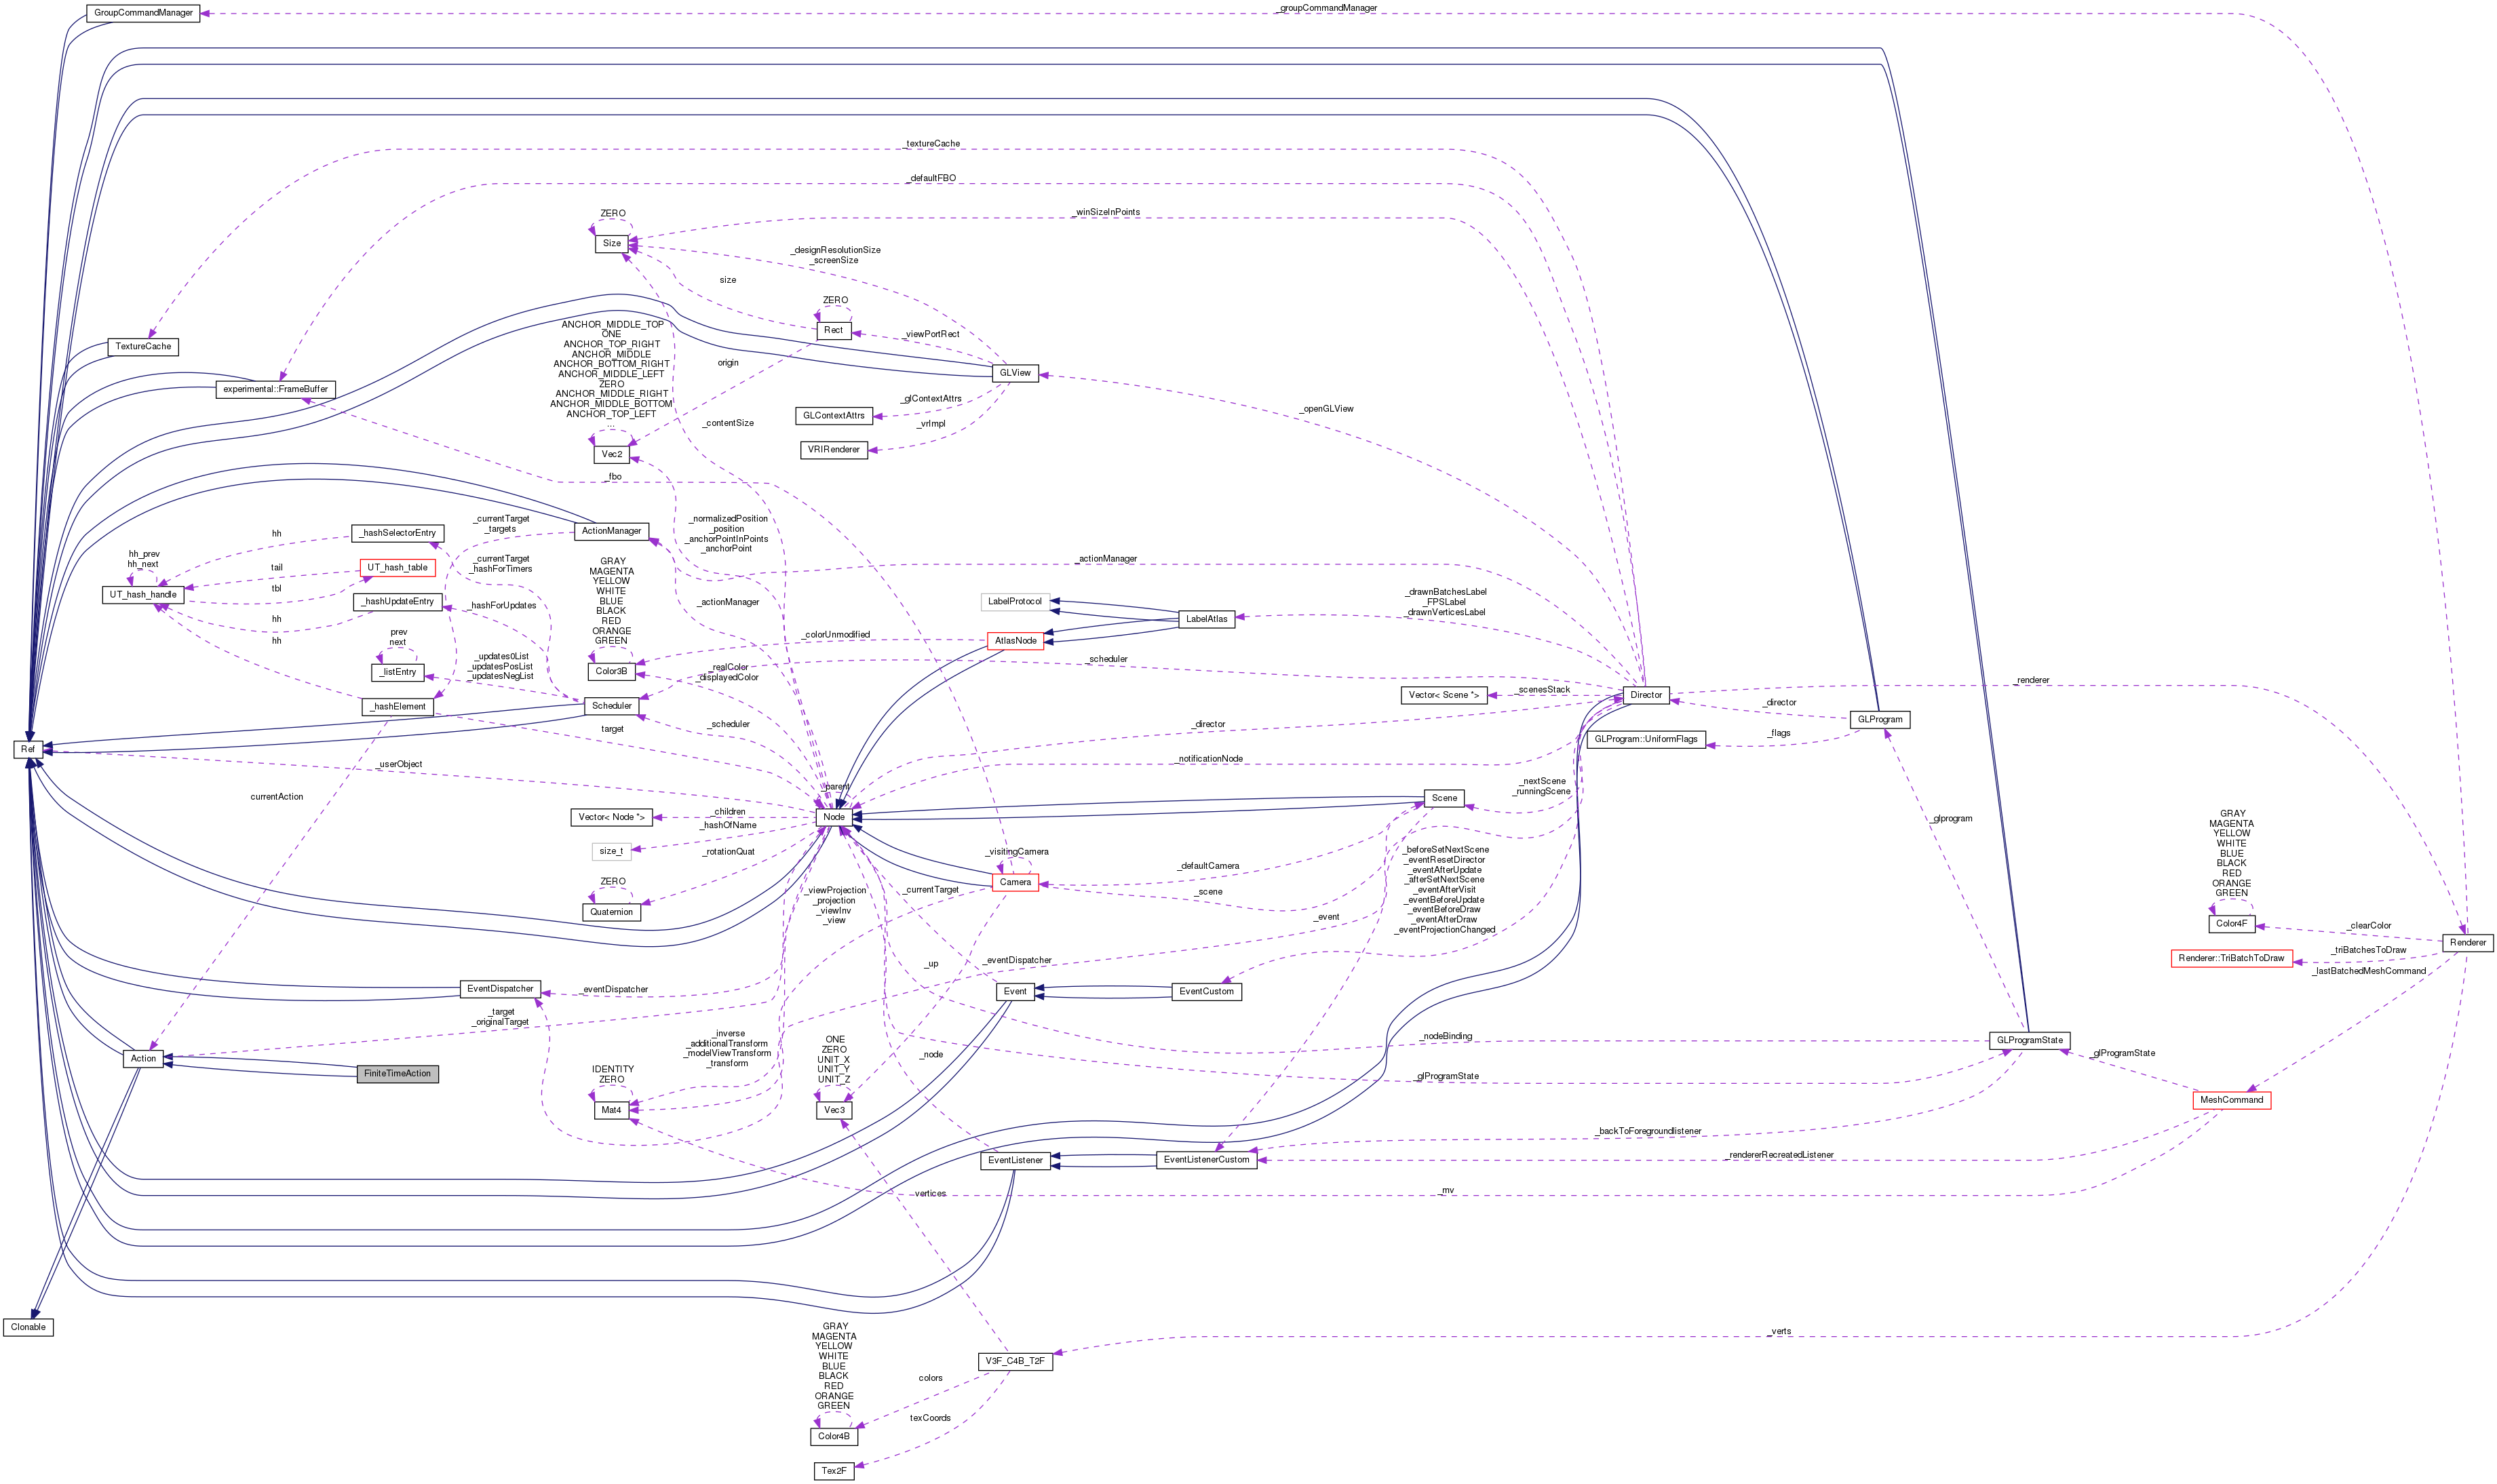 GroupCommandManager
_groupCommandManager
_textureCache
_defaultFBO
ZERO
_winSizeInPoints
Size
_designResolutionSize
_screenSize
size
ZERO
Rect
_viewPortRect
TextureCache
ANCHOR_MIDDLE_TOP
ONE
ANCHOR_TOP_RIGHT
ANCHOR_MIDDLE
ANCHOR_BOTTOM_RIGHT
ANCHOR_MIDDLE_LEFT
ZERO
ANCHOR_MIDDLE_RIGHT
ANCHOR_MIDDLE_BOTTOM
ANCHOR_TOP_LEFT
...
origin
GLView
experimental::FrameBuffer
_glContextAttrs
GLContextAttrs
_openGLView
_contentSize
_vrImpl
VRIRenderer
Vec2
_fbo
_currentTarget
_targets
_hashSelectorEntry
ActionManager
_normalizedPosition
_position
_anchorPointInPoints
_anchorPoint
hh
hh_prev
hh_next
tail
UT_hash_table
_currentTarget
_hashForTimers
GRAY
MAGENTA
YELLOW
WHITE
BLUE
BLACK
RED
ORANGE
GREEN
_actionManager
UT_hash_handle
tbl
_hashUpdateEntry
_hashForUpdates
_actionManager
LabelProtocol
LabelAtlas
_drawnBatchesLabel
_FPSLabel
_drawnVerticesLabel
hh
prev
next
hh
_colorUnmodified
AtlasNode
_listEntry
_updates0List
_updatesPosList
_updatesNegList
Color3B
_realColor
_displayedColor
_scheduler
_hashElement
Scheduler
_scenesStack
Vector< Scene *>
Director
_renderer
_director
GLProgram
Ref
target
_scheduler
_director
_flags
GLProgram::UniformFlags
_userObject
_notificationNode
_parent
_nextScene
_runningScene
currentAction
Vector< Node *>
_children
Node
Scene
_hashOfName
size_t
_rotationQuat
_visitingCamera
_defaultCamera
Camera
_glprogram
GRAY
MAGENTA
YELLOW
WHITE
BLUE
BLACK
RED
ORANGE
GREEN
ZERO
Quaternion
_viewProjection
_projection
_viewInv
_view
_currentTarget
_scene
_beforeSetNextScene
_eventResetDirector
_eventAfterUpdate
_afterSetNextScene
_eventAfterVisit
_eventBeforeUpdate
_eventBeforeDraw
_eventAfterDraw
_eventProjectionChanged
_event
Color4F
_clearColor
Renderer
_triBatchesToDraw
Renderer::TriBatchToDraw
_lastBatchedMeshCommand
_up
_eventDispatcher
EventDispatcher
_eventDispatcher
Event
EventCustom
_target
_originalTarget
Action
FiniteTimeAction
_inverse
_additionalTransform
_modelViewTransform
_transform
ONE
ZERO
UNIT_X
UNIT_Y
UNIT_Z
_node
_nodeBinding
GLProgramState
_glProgramState
_glProgramState
IDENTITY
ZERO
Mat4
Vec3
MeshCommand
_backToForegroundlistener
EventListener
EventListenerCustom
_rendererRecreatedListener
vertices
_mv
Clonable
GRAY
MAGENTA
YELLOW
WHITE
BLUE
BLACK
RED
ORANGE
GREEN
_verts
V3F_C4B_T2F
colors
Color4B
texCoords
Tex2F